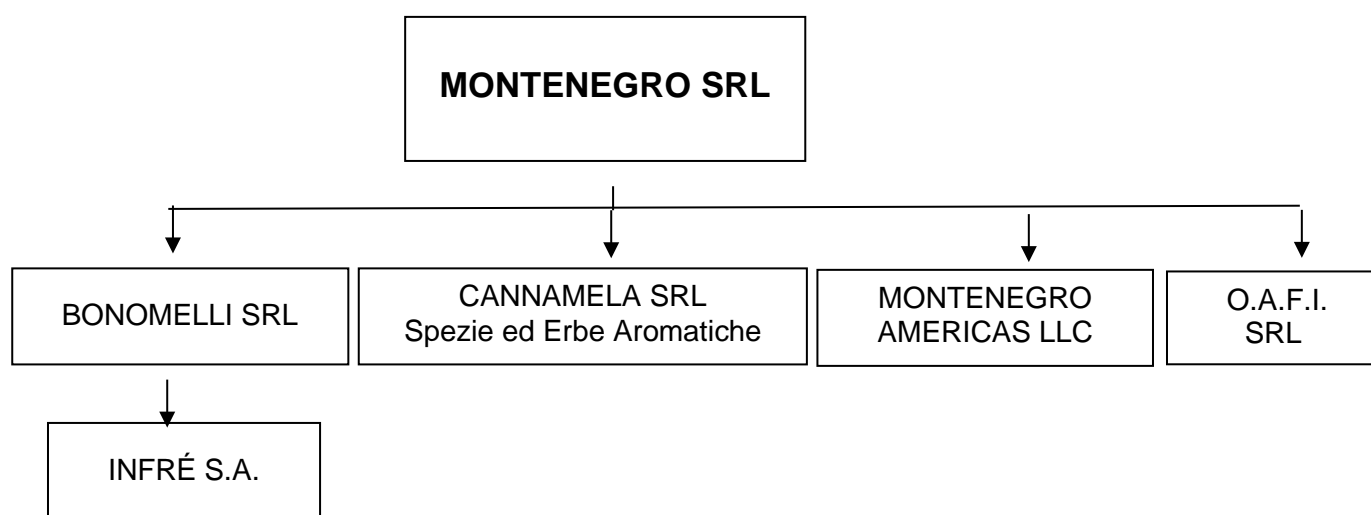 MONTENEGRO SRL
BONOMELLI SRL
CANNAMELA SRL
Spezie ed Erbe Aromatiche
MONTENEGRO
AMERICAS LLC
O.A.F.I.
SRL
INFRÉ S.A.